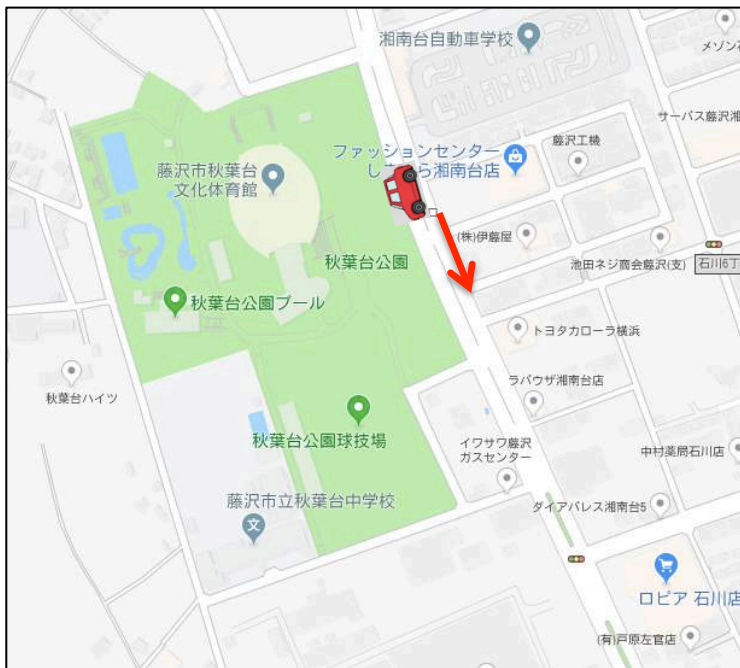 湘南台自動車学校
メゾン
サーパス藤沢湘
ファッションセンター
しまむら湘南台店
藤沢工機
藤沢市秋葉台
文化体育館
(株)伊藤屋
池田ネジ商会藤沢(支)
石川6丁
秋葉台公園
秋葉台公園プール
トヨタカローラ横浜
ラパウザ湘南台店
秋葉台ハイツ
秋葉台公園球技場
イワサワ藤沢
ガスセンター
中村薬局石川店
藤沢市立秋葉台中学校
文
ダイアパレス湘南台5
ロピア 石川店
(有)戸原左官店